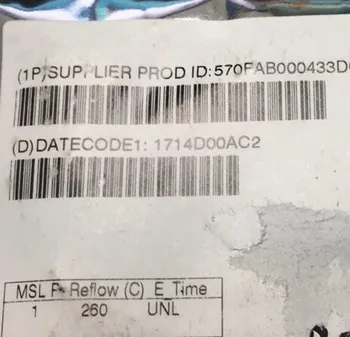 (1P)SUPPLIER PROD ID:570FAB000433D
(D)DATECODE1: 1714D00AC2
MSL P- Reflow (C) E_Time
1 260 UNL